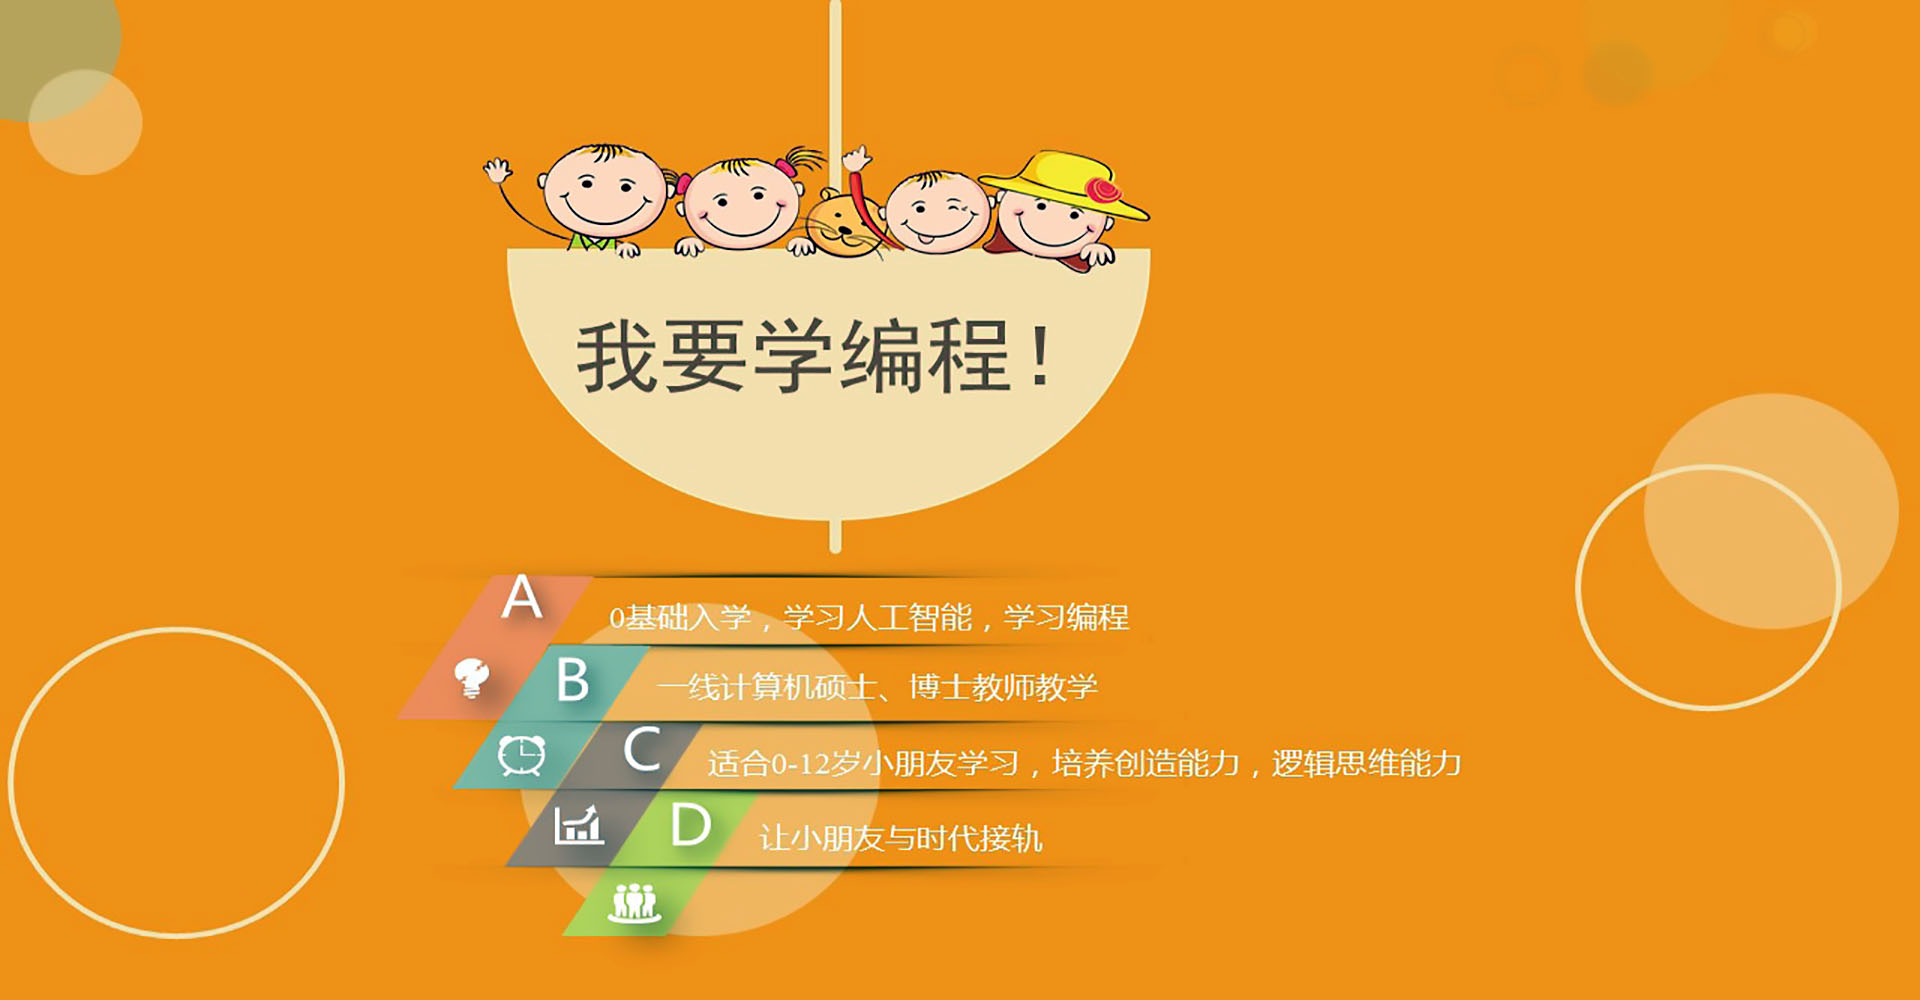 我要学编程！
A
0基础入学，学习人工智能，学习编程
B
一线计算机硕士、博士教师教学
C
适合0-12岁小朋友学习，培养创造能力，逻辑思维能力
D
让小朋友与时代接轨